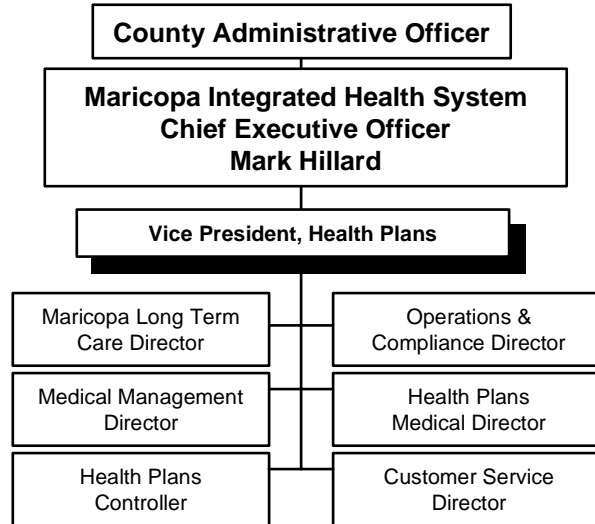 County Administrative Officer
Maricopa Integrated Health System
Chief Executive Officer
Mark Hillard
Vice President, Health Plans
Maricopa Long Term
Care Director
Operations &
Compliance Director
Medical Management
Director
Health Plans
Medical Director
Health Plans
Controller
Customer Service
Director